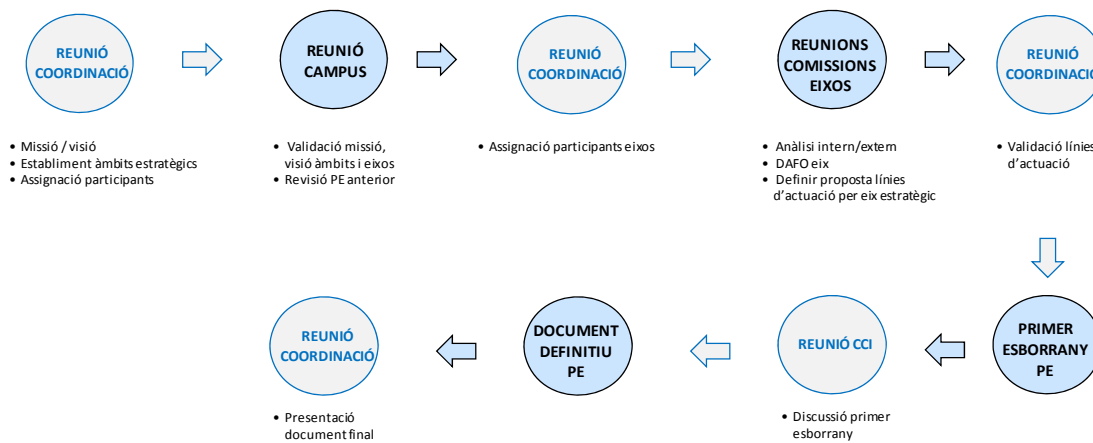 REUNIÓ
COORDINACIÓ
• Missió / visió
• Establiment àmbits estratègics
• Assignació participants
REUNIÓ
CAMPUS
• Validació missió,
visió àmbits i eixos
• Revisió PE anterior
REUNIÓ
COORDINACIÓ
• Assignació participants eixos
REUNIONS
COMISSIONS
EIXOS
• Anàlisi intern/extern
• DAFO eix
• Definir proposta línies
d'actuació per eix estratègic
REUNIÓ
COORDINACIÓ
• Validació línies
d'actuació
PRIMER
ESBORRANY
PE
REUNIÓ CCI
• Discussió primer
esborrany
DOCUMENT
DEFINITIU
PE
REUNIÓ
COORDINACIÓ
• Presentació
document final